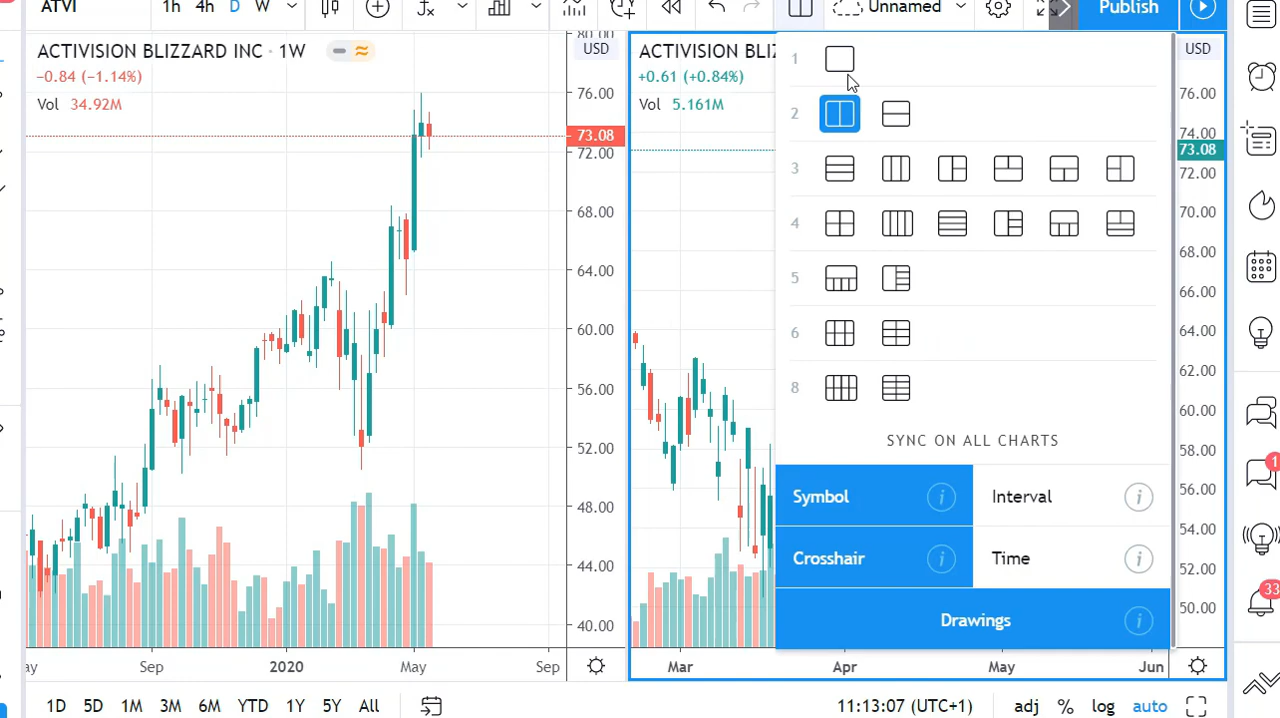 ATVI 1h 4h D W Unnamed Publish
ACTIVISION BLIZZARD INC · 1W
−0.84 (−1.14%)
Vol 34.92M
80.00
USD
76.00
73.08
72.00
68.00
64.00
60.00
56.00
52.00
48.00
44.00
40.00
Sep 2020 May Sep
ACTIVISION BLIZ
+0.61 (+0.84%)
Vol 5.161M
1
2
3
4
5
6
8
SYNC ON ALL CHARTS
Symbol i Interval i
Crosshair i Time i
Drawings i
USD
76.00
74.00
73.08
72.00
70.00
68.00
66.00
64.00
62.00
60.00
58.00
56.00
54.00
52.00
50.00
Mar Apr May Jun
1
33
1D 5D 1M 3M 6M YTD 1Y 5Y All 11:13:07 (UTC+1) adj % log auto